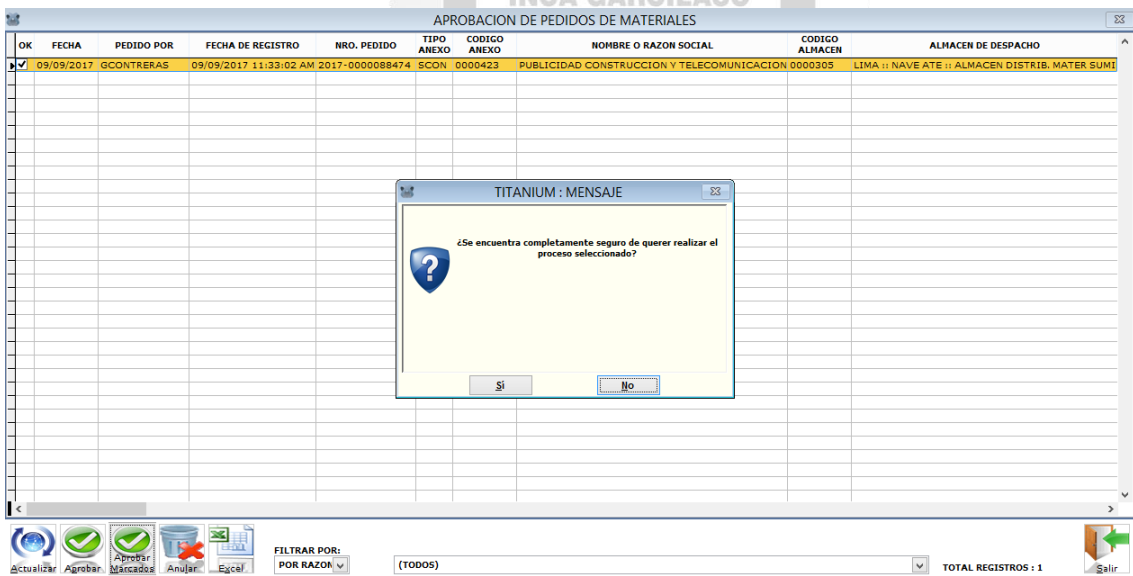 INCA GARCILASO
APROBACION DE PEDIDOS DE MATERIALES
OK FECHA PEDIDO POR FECHA DE REGISTRO NRO. PEDIDO TIPO ANEXO CODIGO ANEXO NOMBRE O RAZON SOCIAL CODIGO ALMACEN ALMACEN DE DESPACHO
09/09/2017 GCONTRERAS 09/09/2017 11:33:02 AM 2017-0000088474 SCON 0000423 PUBLICIDAD CONSTRUCCION Y TELECOMUNICACION 0000305 LIMA :: NAVE ATE :: ALMACEN DISTRIB. MATER SUMI
TITANIUM : MENSAJE
¿Se encuentra completamente seguro de querer realizar el
proceso seleccionado?
Sí No
Actualizar Aprobar Aprobar Marcados Anular Excel
FILTRAR POR:
POR RAZON (TODOS) TOTAL REGISTROS : 1 Salir